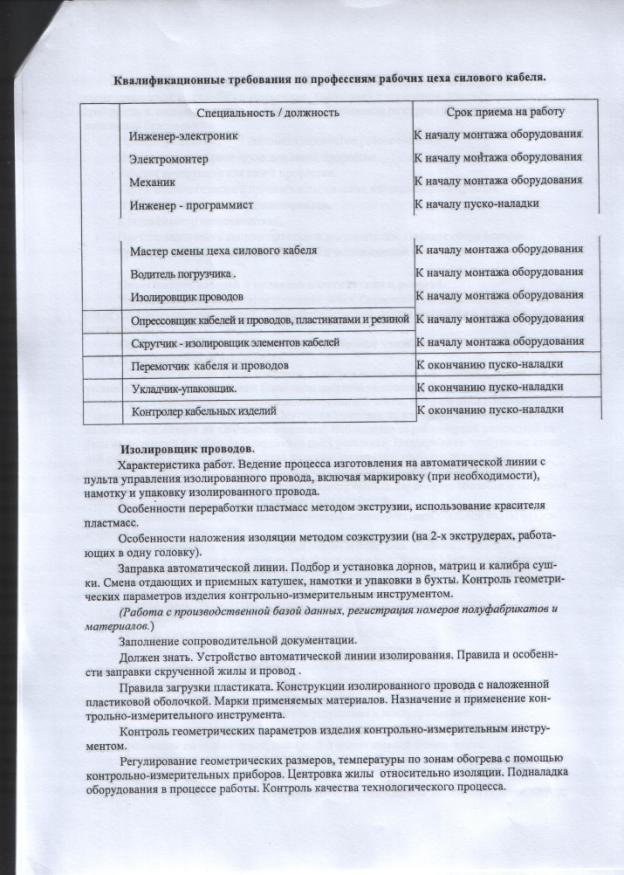 Квалификационные требования по профессиям рабочих цеха силового кабеля.
Специальность / должность Срок приема на работу
Инженер-электроник К началу монтажа оборудования
Электромонтер К началу монтажа оборудования
Механик К началу монтажа оборудования
Инженер - программист К началу пуско-наладки
Мастер смены цеха силового кабеля К началу монтажа оборудования
Водитель погрузчика . К началу монтажа оборудования
Изолировщик проводов К началу монтажа оборудования
Опрессовщик кабелей и проводов, пластикатами и резиной К началу монтажа оборудования
Скрутчик - изолировщик элементов кабелей К началу монтажа оборудования
Перемотчик кабеля и проводов К окончанию пуско-наладки
Укладчик-упаковщик. К окончанию пуско-наладки
Контролер кабельных изделий К окончанию пуско-наладки
Изолировщик проводов.
Характеристика работ. Ведение процесса изготовления на автоматической линии с
пульта управления изолированного провода, включая маркировку (при необходимости),
намотку и упаковку изолированного провода.
Особенности переработки пластмасс методом экструзии, использование красителя
пластмасс.
Особенности наложения изоляции методом соэкструзии (на 2-х экструдерах, работа-
ющих в одну головку).
Заправка автоматической линии. Подбор и установка дорнов, матриц и калибра суш-
ки. Смена отдающих и приемных катушек, намотки и упаковки в бухты. Контроль геометри-
ческих параметров изделия контрольно-измерительным инструментом.
(Работа с производственной базой данных, регистрация номеров полуфабрикатов и
материалов.)
Заполнение сопроводительной документации.
Должен знать. Устройство автоматической линии изолирования. Правила и особенн-
сти заправки скрученной жилы и провод .
Правила загрузки пластиката. Конструкции изолированного провода с наложенной
пластиковой оболочкой. Марки применяемых материалов. Назначение и применение кон-
трольно-измерительного инструмента.
Контроль геометрических параметров изделия контрольно-измерительным инстру-
ментом.
Регулирование геометрических размеров, температуры по зонам обогрева с помощью
контрольно-измерительных приборов. Центровка жилы относительно изоляции. Подналадка
оборудования в процессе работы. Контроль качества технологического процесса.